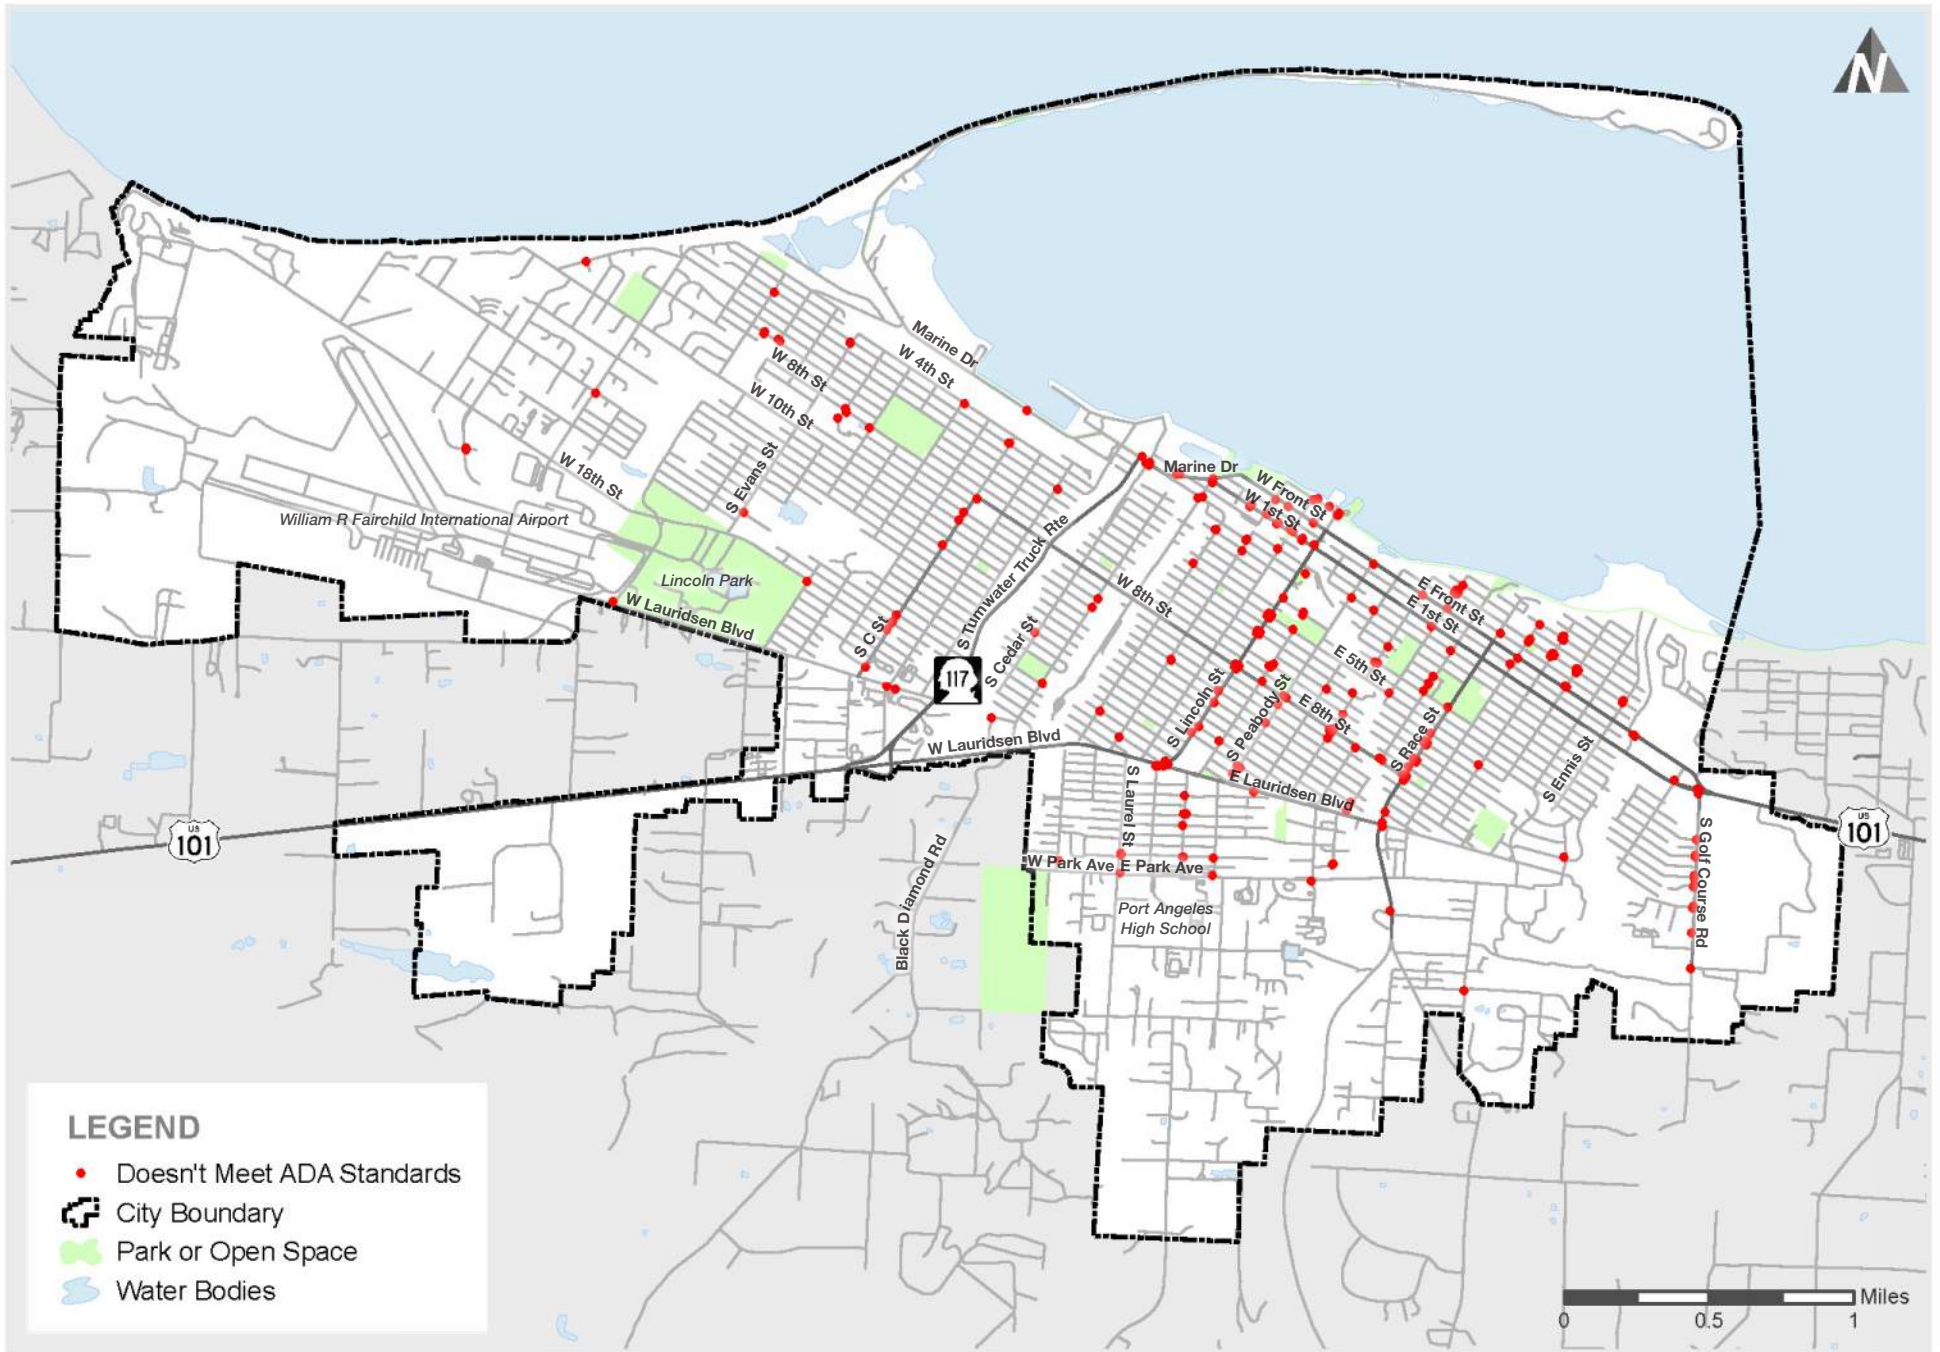 N
Marine Dr
W 4th St
W 8th St
W 10th St
S Evans St
W 18th St
William R Fairchild International Airport
Marine Dr
W Front St
W 1st St
Lincoln Park
W Lauridsen Blvd
S C St
S Tumwater Truck Rte
W 8th St
E Front St
E 1st St
S Cedar St
117
E 5th St
S Lincoln St
S Peabody St
E 8th St
S Race St
S Ennis St
W Lauridsen Blvd
E Lauridsen Blvd
S Laurel St
US
101
US
101
S Golf Course Rd
Black Diamond Rd
W Park Ave
E Park Ave
Port Angeles
High School
LEGEND
Doesn't Meet ADA Standards
City Boundary
Park or Open Space
Water Bodies
Miles
0
0.5
1